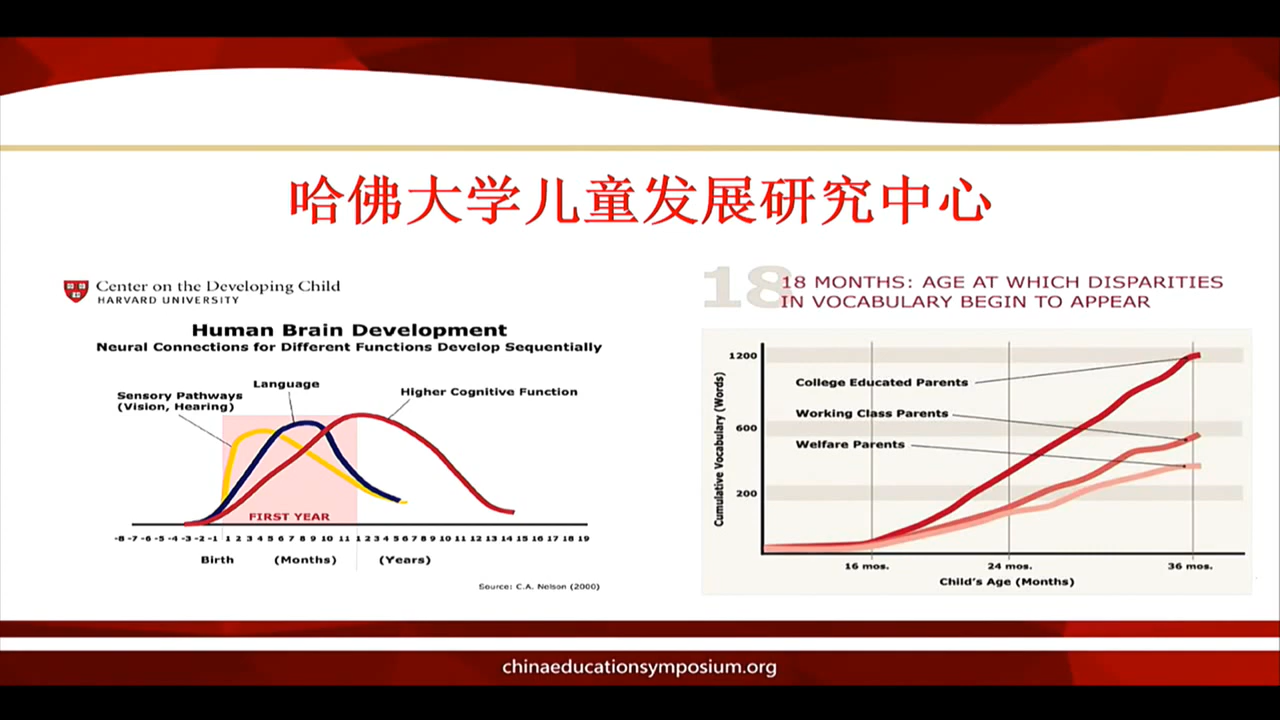 哈佛大学儿童发展研究中心
Center on the Developing Child
HARVARD UNIVERSITY
Human Brain Development
Neural Connections for Different Functions Develop Sequentially
Language
Sensory Pathways
(Vision, Hearing)
Higher Cognitive Function
FIRST YEAR
-8 -7 -6 -5 -4 -3 -2 -1 1 2 3 4 5 6 7 8 9 10 11 1 2 3 4 5 6 7 8 9 10 11 12 13 14 15 16 17 18 19
Birth (Months) (Years)
Source: C.A. Nelson (2000)
18
18 MONTHS: AGE AT WHICH DISPARITIES
IN VOCABULARY BEGIN TO APPEAR
Cumulative Vocabulary (Words)
1200
College Educated Parents
Working Class Parents
600
Welfare Parents
200
16 mos. 24 mos. 36 mos.
Child's Age (Months)
chinaeducationsymposium.org